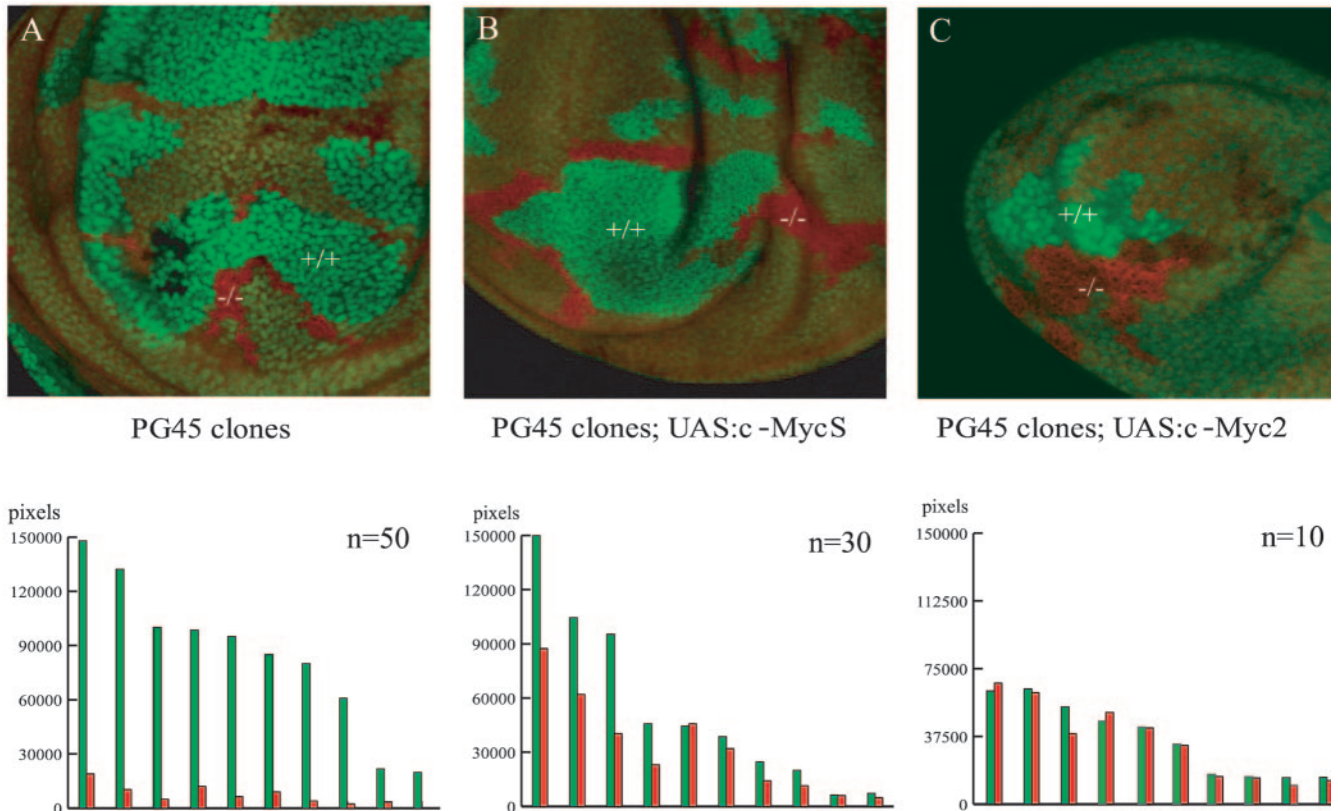 A
B
C
+/+
-/-
+/+
-/-
+/+
-/-
PG45 clones
PG45 clones; UAS:c-MycS
PG45 clones; UAS:c-Myc2
pixels
n=50
150000
120000
90000
60000
30000
0
pixels
n=30
150000
120000
90000
60000
30000
0
pixels
n=10
150000
112500
75000
37500
0